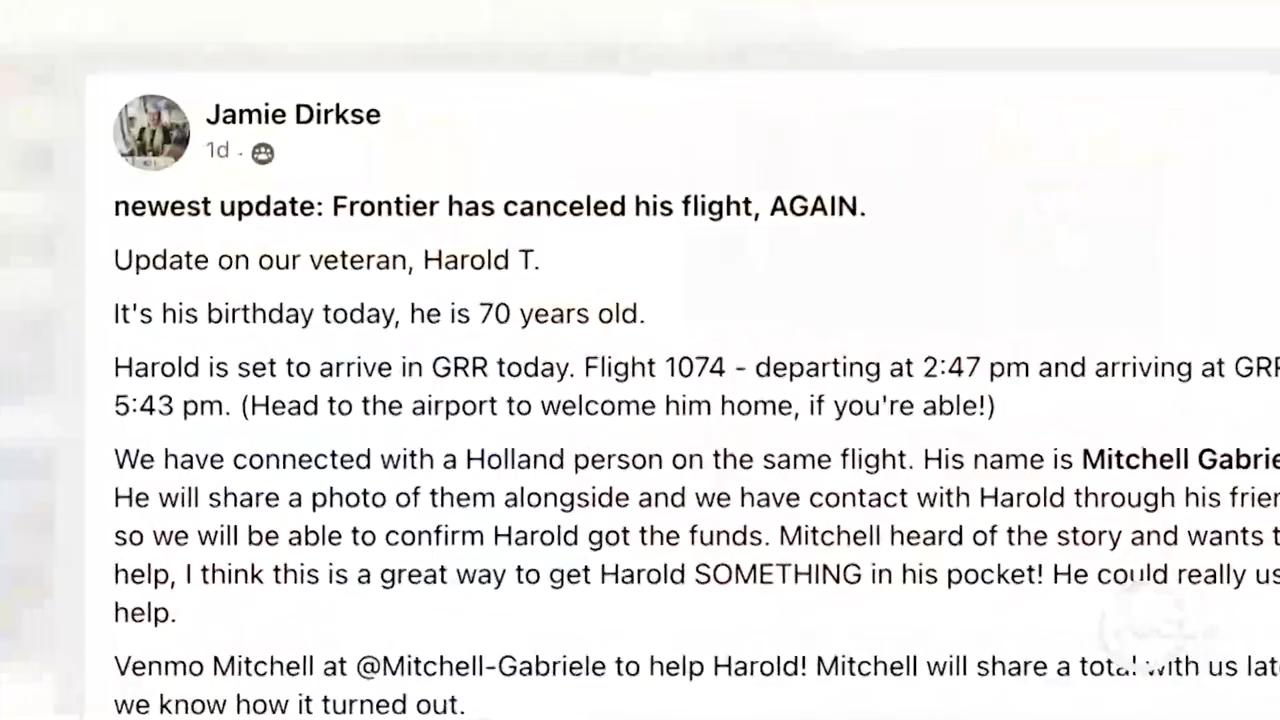 Jamie Dirkse
1d ·
newest update: Frontier has canceled his flight, AGAIN.
Update on our veteran, Harold T.
It's his birthday today, he is 70 years old.
Harold is set to arrive in GRR today. Flight 1074 - departing at 2:47 pm and arriving at
5:43 pm. (Head to the airport to welcome him home, if you're able!)
We have connected with a Holland person on the same flight. His name is Mitchell
He will share a photo of them alongside and we have contact with Harold through his
so we will be able to confirm Harold got the funds. Mitchell heard of the story and wants
help, I think this is a great way to get Harold SOMETHING in his pocket! He could really
help.
Venmo Mitchell at @Mitchell-Gabriele to help Harold! Mitchell will share a total with us
we know how it turned out.